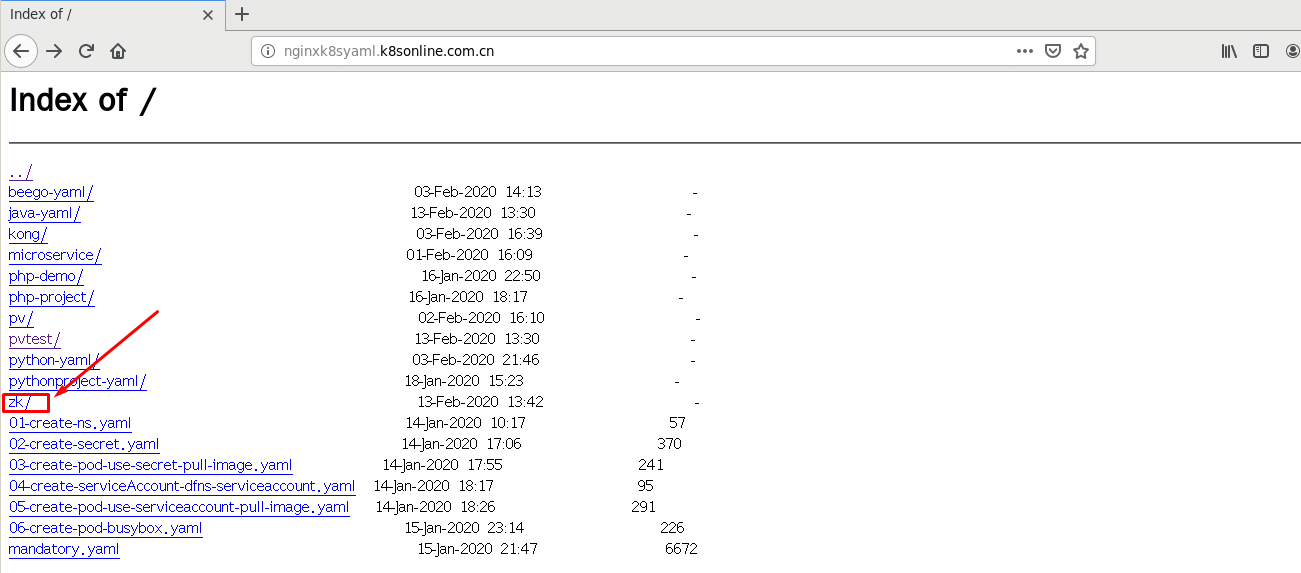 Index of /
nginxk8syaml.k8sonline.com.cn
Index of /
../
beego-yaml/ 03-Feb-2020 14:13 -
java-yaml/ 13-Feb-2020 13:30 -
kong/ 03-Feb-2020 16:39 -
microservice/ 01-Feb-2020 16:09 -
php-demo/ 16-Jan-2020 22:50 -
php-project/ 16-Jan-2020 18:17 -
pv/ 02-Feb-2020 16:10 -
pvtest/ 13-Feb-2020 13:30 -
python-yaml/ 03-Feb-2020 21:46 -
pythonproject-yaml/ 18-Jan-2020 15:23 -
zk/ 13-Feb-2020 13:42 -
01-create-ns.yaml 14-Jan-2020 10:17 57
02-create-secret.yaml 14-Jan-2020 17:06 370
03-create-pod-use-secret-pull-image.yaml 14-Jan-2020 17:55 241
04-create-serviceAccount-dfns-serviceaccount.yaml 14-Jan-2020 18:17 95
05-create-pod-use-serviceaccount-pull-image.yaml 14-Jan-2020 18:26 291
06-create-pod-busybox.yaml 15-Jan-2020 23:14 226
mandatory.yaml 15-Jan-2020 21:47 6672